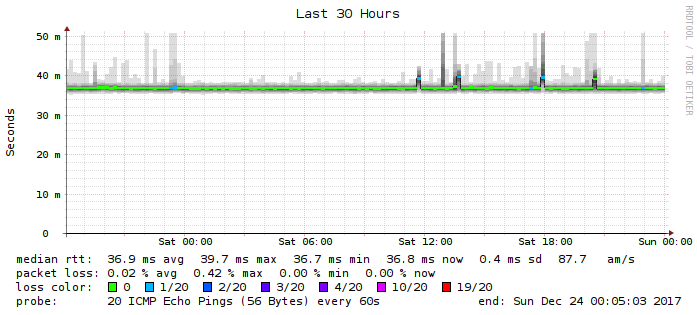 Last 30 Hours
RRDTOOL / TOBI OETIKER
Seconds
50 m
40 m
30 m
20 m
10 m
0
Sat 00:00 Sat 06:00 Sat 12:00 Sat 18:00 Sun 00:00
median rtt: 36.9 ms avg 39.7 ms max 36.7 ms min 36.8 ms now 0.4 ms sd 87.7 am/s
packet loss: 0.02 % avg 0.42 % max 0.00 % min 0.00 % now
loss color: 0 1/20 2/20 3/20 4/20 10/20 19/20
probe: 20 ICMP Echo Pings (56 Bytes) every 60s end: Sun Dec 24 00:05:03 2017